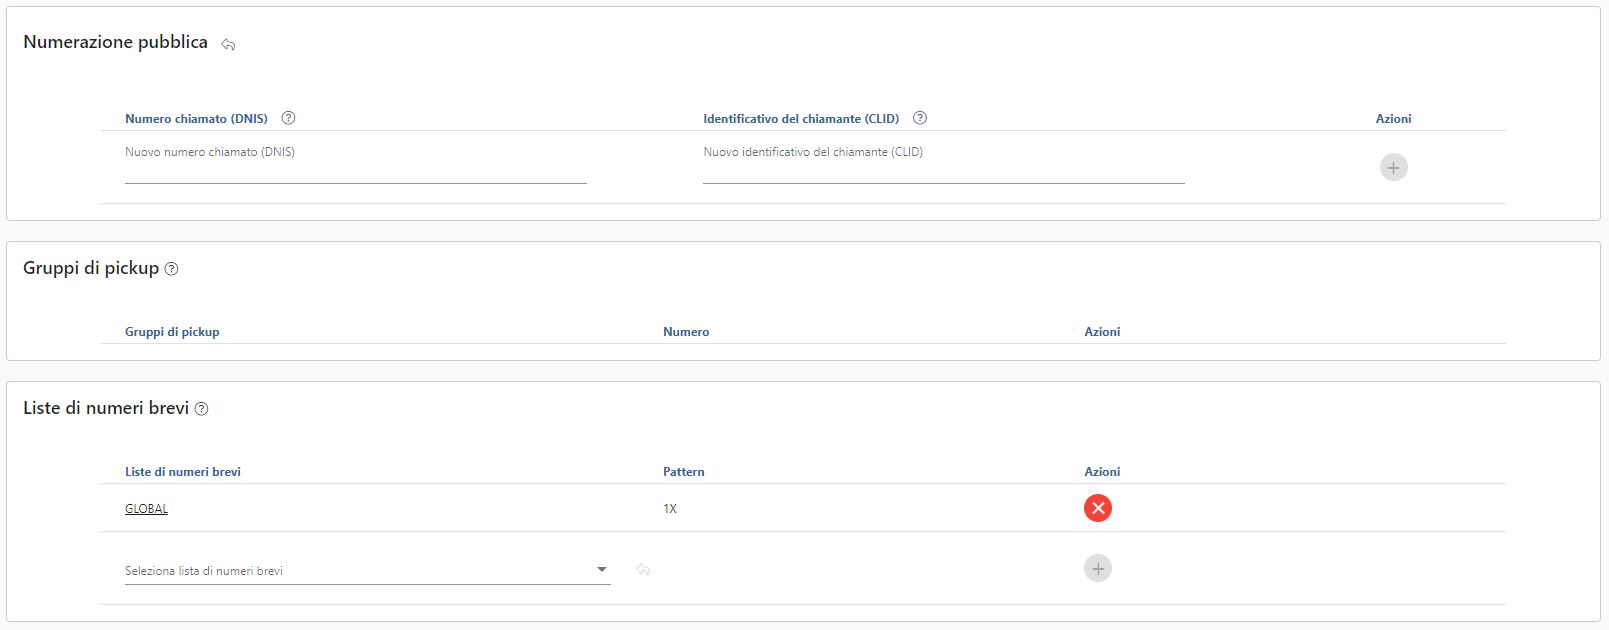 Numerazione pubblica
Numero chiamato (DNIS) Identificativo del chiamante (CLID) Azioni
Nuovo numero chiamato (DNIS) Nuovo identificativo del chiamante (CLID)
Gruppi di pickup
Gruppi di pickup Numero Azioni
Liste di numeri brevi
Liste di numeri brevi Pattern Azioni
GLOBAL 1X
Seleziona lista di numeri brevi